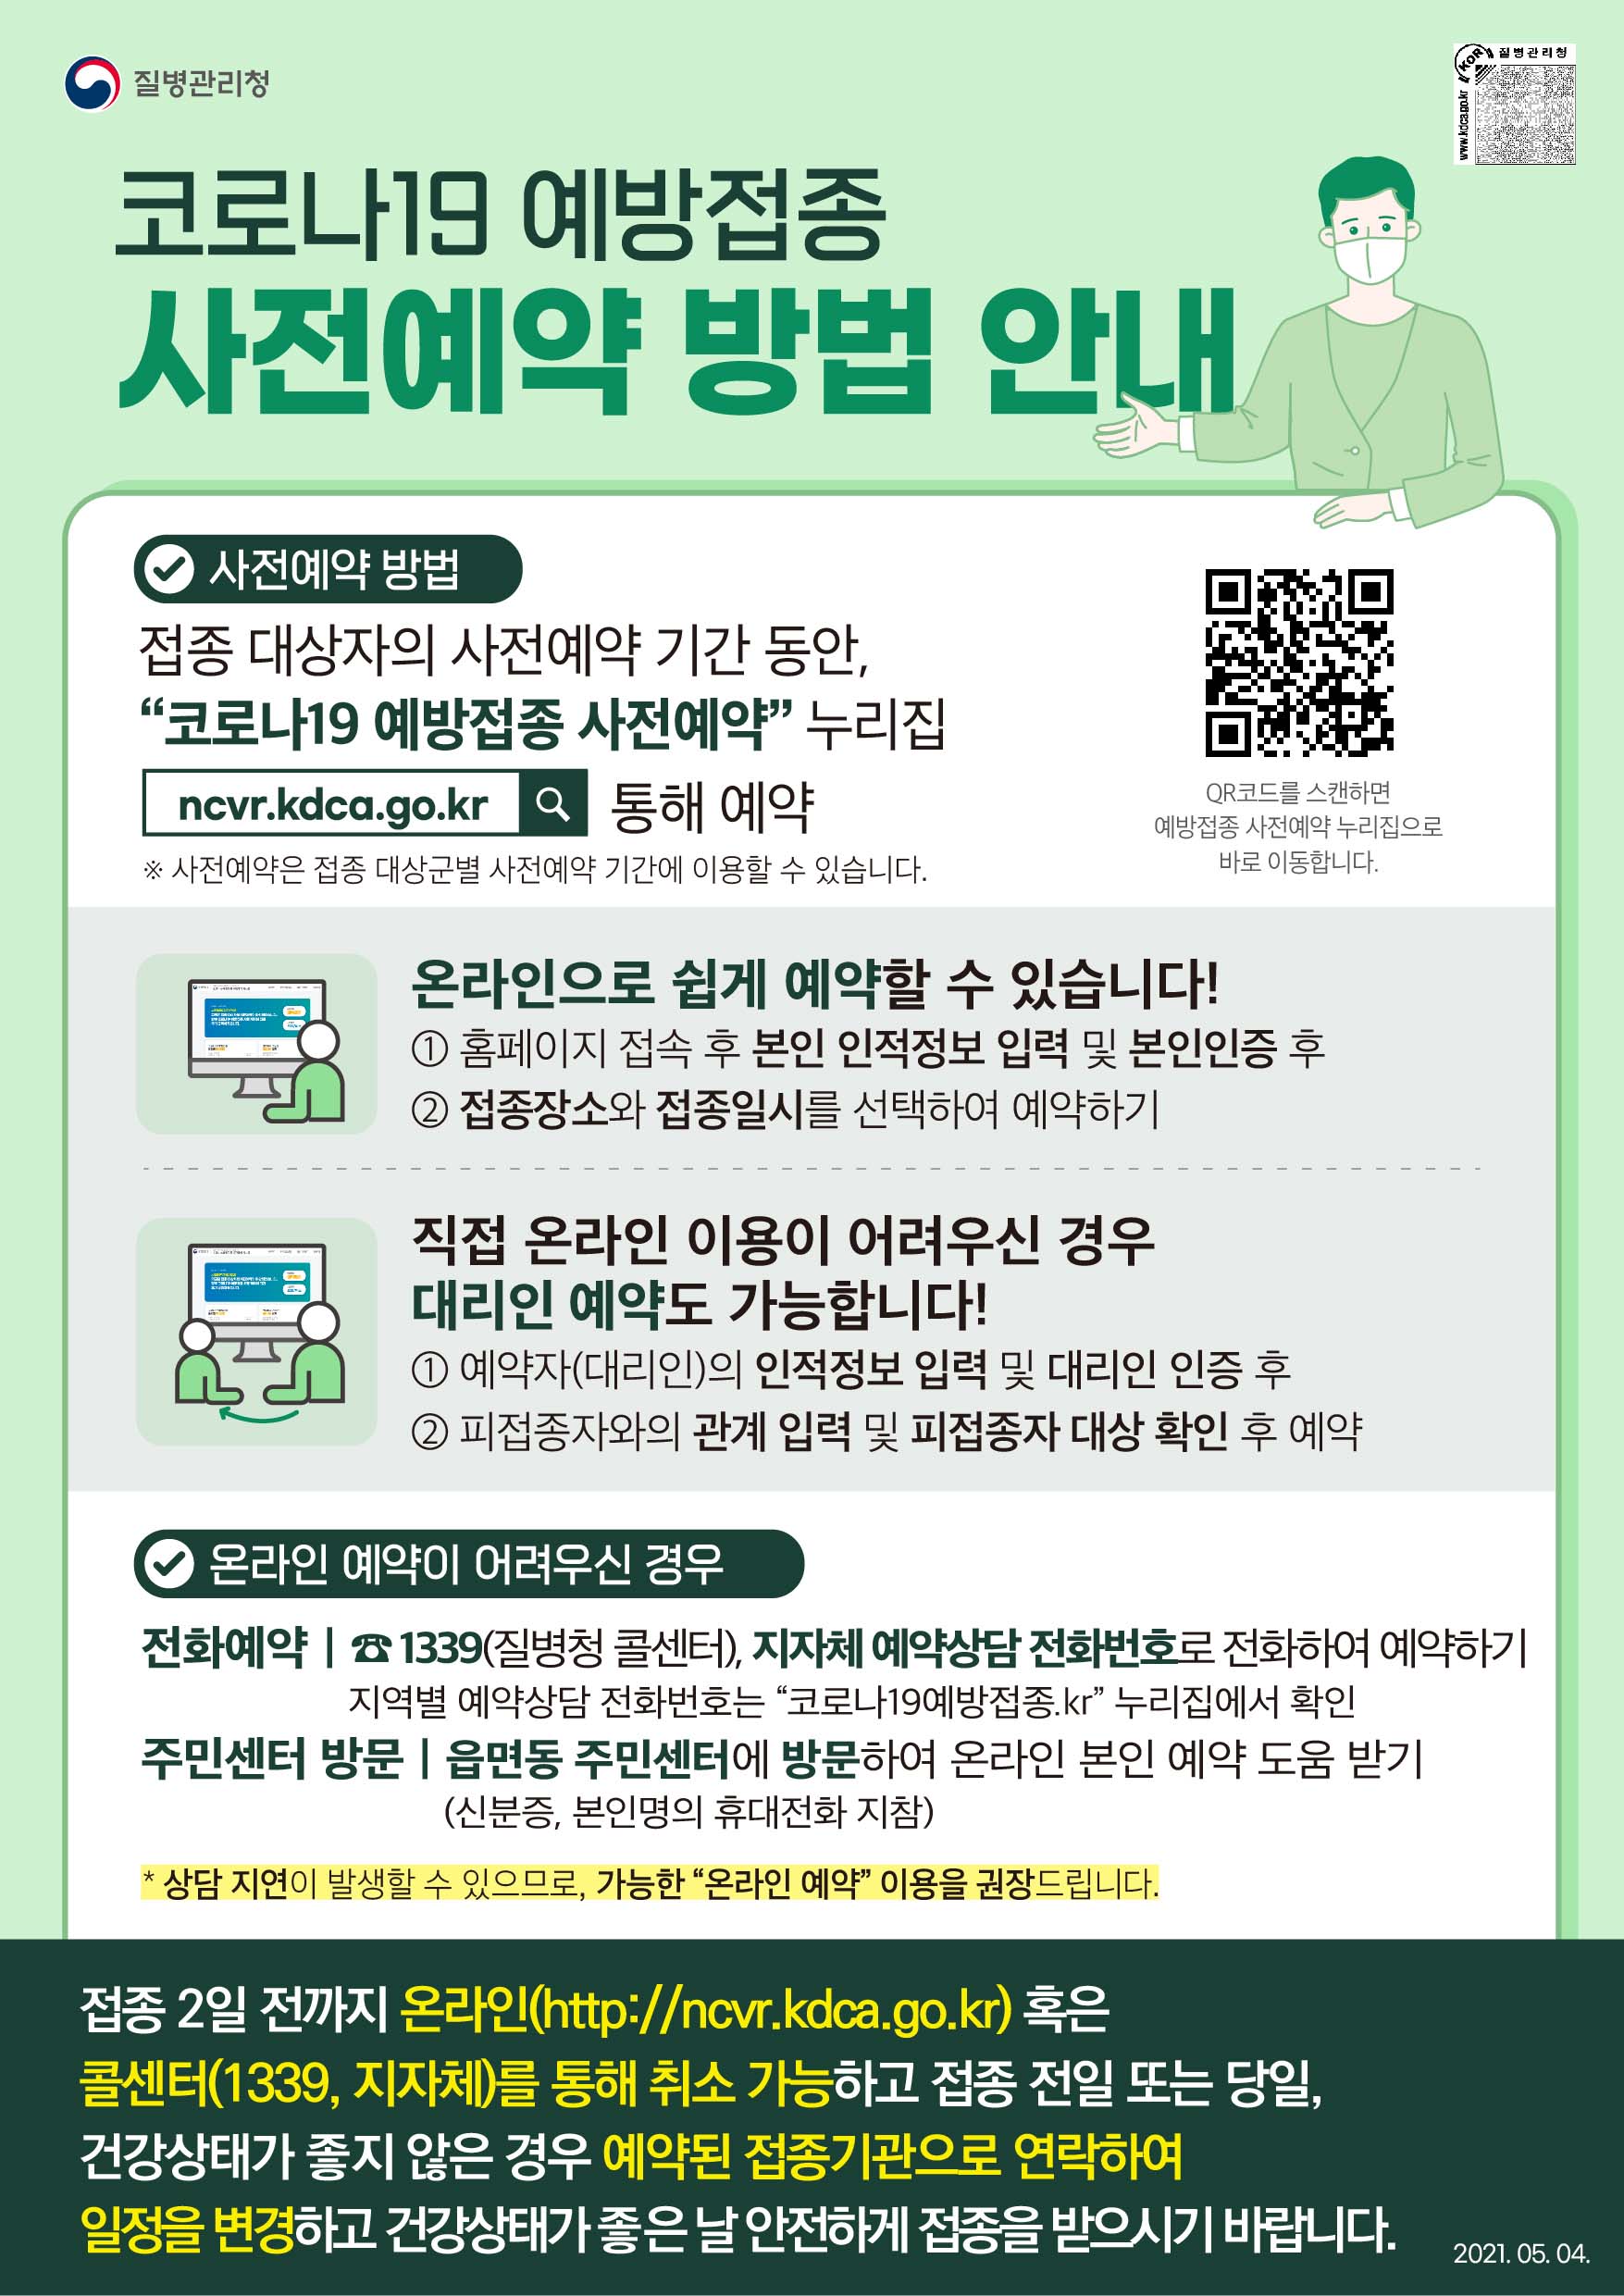 질병관리청
질병관리청
www.kdca.go.kr
KOR
코로나19 예방접종
사전예약 방법 안내
사전예약 방법
접종 대상자의 사전예약 기간 동안,
“코로나19 예방접종 사전예약” 누리집
ncvr.kdca.go.kr 통해 예약
※ 사전예약은 접종 대상군별 사전예약 기간에 이용할 수 있습니다.
QR코드를 스캔하면
예방접종 사전예약 누리집으로
바로 이동합니다.
온라인으로 쉽게 예약할 수 있습니다!
① 홈페이지 접속 후 본인 인적정보 입력 및 본인인증 후
② 접종장소와 접종일시를 선택하여 예약하기
직접 온라인 이용이 어려우신 경우
대리인 예약도 가능합니다!
① 예약자(대리인)의 인적정보 입력 및 대리인 인증 후
② 피접종자와의 관계 입력 및 피접종자 대상 확인 후 예약
온라인 예약이 어려우신 경우
전화예약 | ☎ 1339(질병청 콜센터), 지자체 예약상담 전화번호로 전화하여 예약하기
지역별 예약상담 전화번호는 “코로나19예방접종.kr” 누리집에서 확인
주민센터 방문 | 읍면동 주민센터에 방문하여 온라인 본인 예약 도움 받기
(신분증, 본인명의 휴대전화 지참)
* 상담 지연이 발생할 수 있으므로, 가능한 “온라인 예약” 이용을 권장드립니다.
접종 2일 전까지 온라인(http://ncvr.kdca.go.kr) 혹은
콜센터(1339, 지자체)를 통해 취소 가능하고 접종 전일 또는 당일,
건강상태가 좋지 않은 경우 예약된 접종기관으로 연락하여
일정을 변경하고 건강상태가 좋은 날 안전하게 접종을 받으시기 바랍니다.
2021. 05. 04.